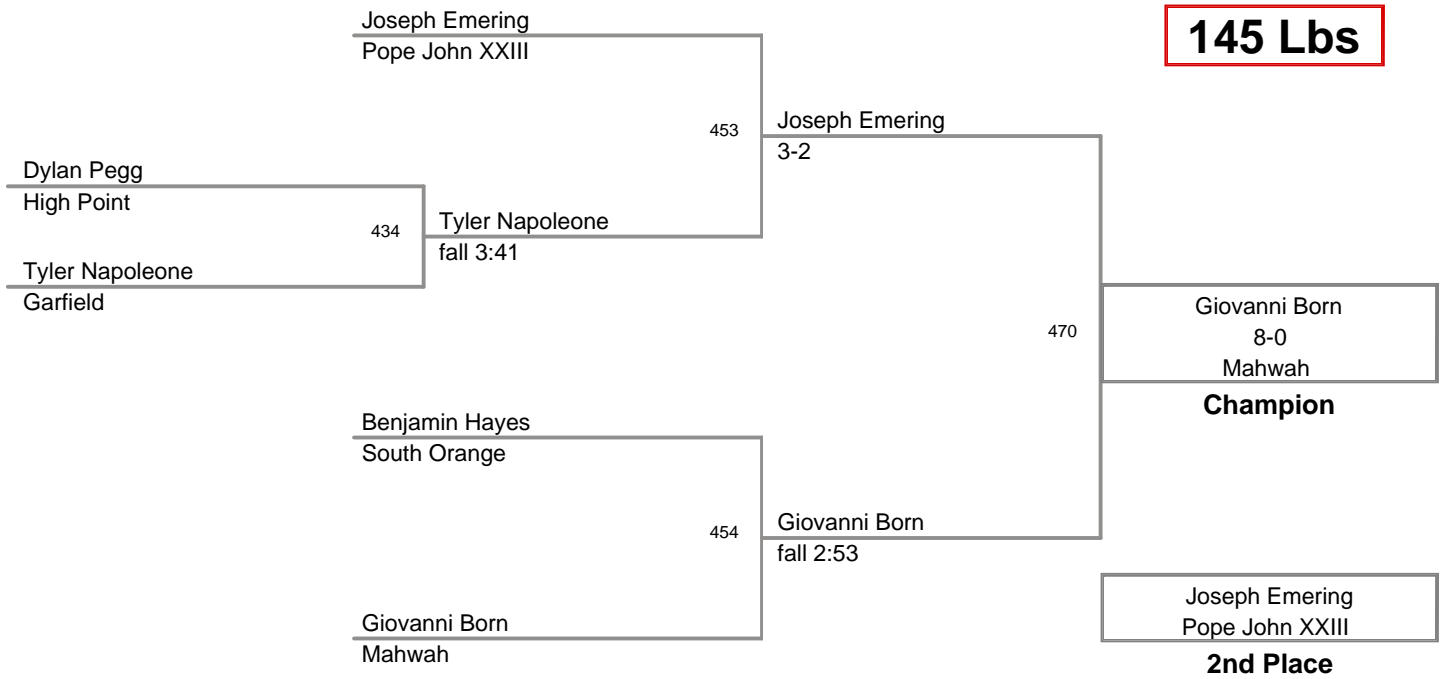 Joseph Emering
Pope John XXIII
145 Lbs
453
Joseph Emering
3-2
Dylan Pegg
High Point
434
Tyler Napoleone
fall 3:41
Tyler Napoleone
Garfield
470
Giovanni Born
8-0
Mahwah
Champion
Benjamin Hayes
South Orange
454
Giovanni Born
fall 2:53
Giovanni Born
Mahwah
Joseph Emering
Pope John XXIII
2nd Place